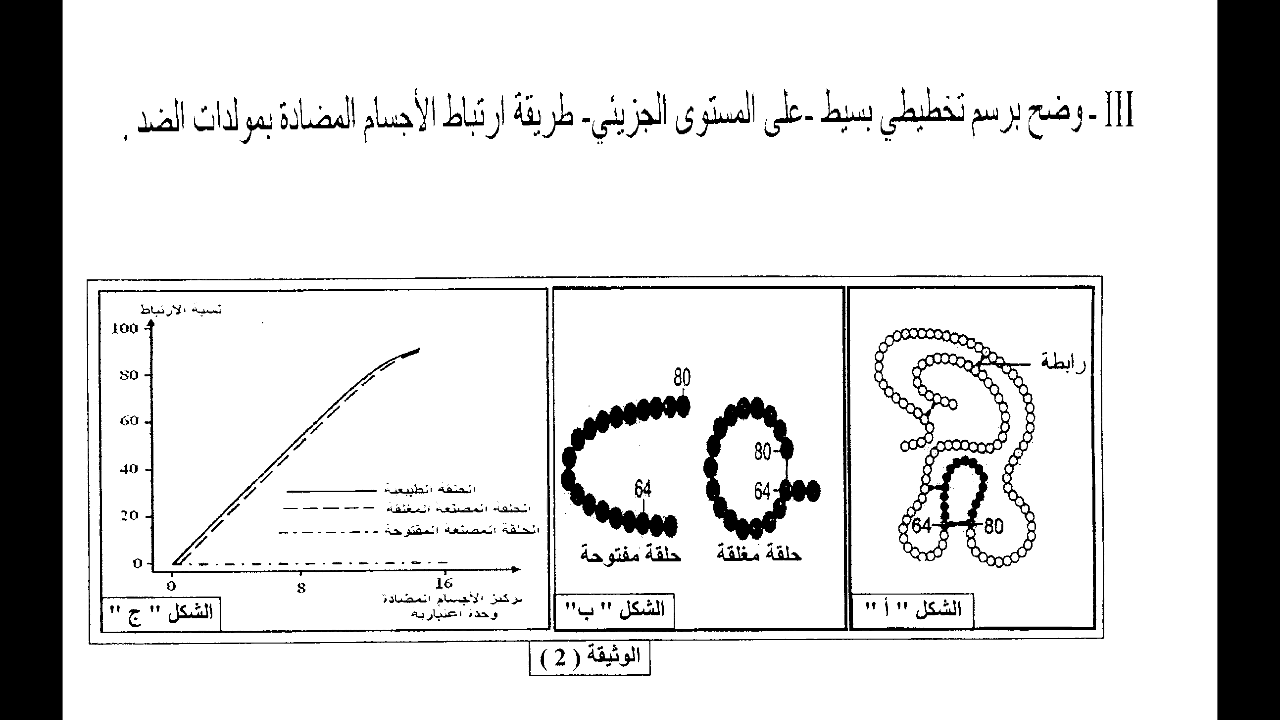 III - وضح برسم تخطيطي بسيط -على المستوى الجزيئي- طريقة ارتباط الأجسام المضادة بمولدات الضد .
رابطة
64
80
الشكل " أ "
80
64
80
64
حلقة مغلقة
حلقة مفتوحة
الشكل " ب"
نسبة الارتباط
100
80
60
40
20
0
0
8
16
الحلقة الطبيعية
الحلقة المصنعة المغلقة
الحلقة المصنعة المفتوحة
تركيز الأجسام المضادة
وحدة اعتبارية
الشكل " ج "
الوثيقة ( 2 )